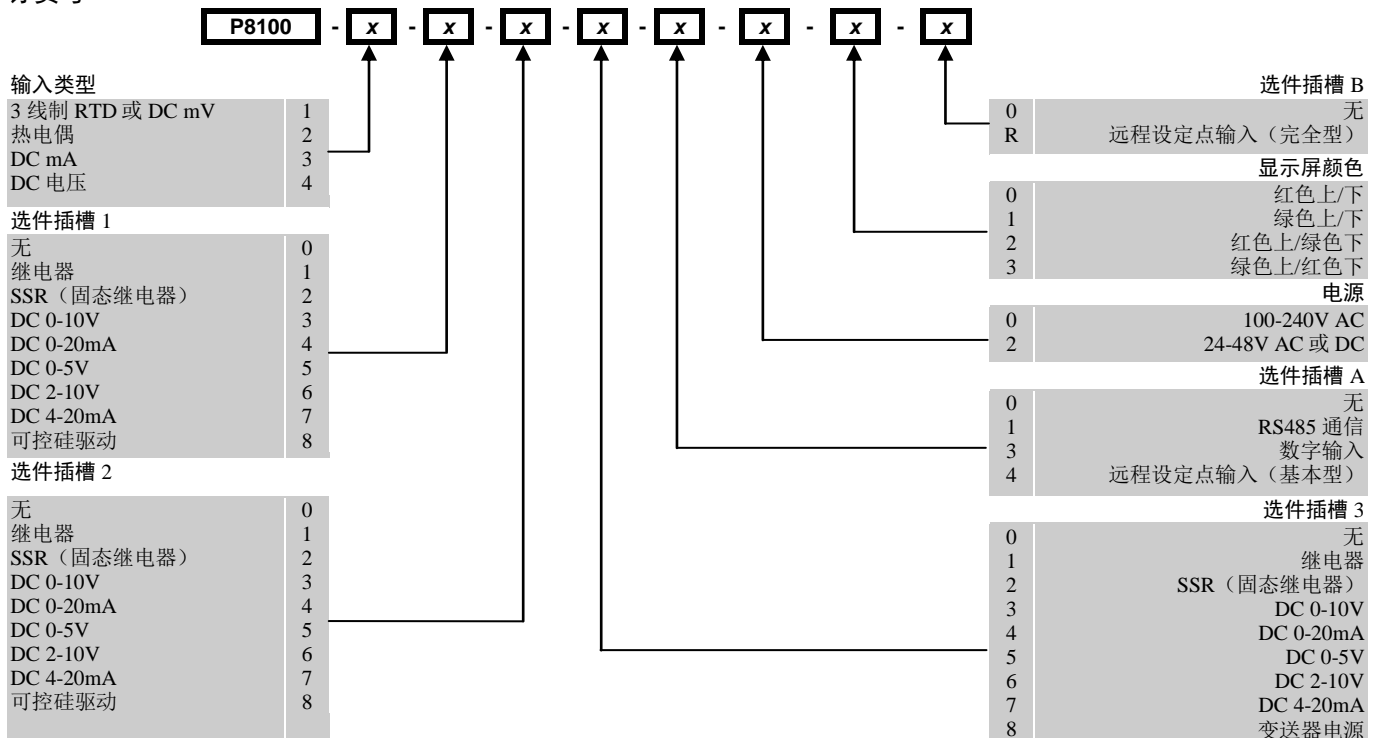 P8100 - x - x - x - x - x - x - x - x
输入类型
3 线制 RTD 或 DC mV 1
热电偶 2
DC mA 3
DC 电压 4
选件插槽 1
无 0
继电器 1
SSR（固态继电器） 2
DC 0-10V 3
DC 0-20mA 4
DC 0-5V 5
DC 2-10V 6
DC 4-20mA 7
可控硅驱动 8
选件插槽 2
无 0
继电器 1
SSR（固态继电器） 2
DC 0-10V 3
DC 0-20mA 4
DC 0-5V 5
DC 2-10V 6
DC 4-20mA 7
可控硅驱动 8
选件插槽 B
0 无
R 远程设定点输入（完全型）
显示屏颜色
0 红色上/下
1 绿色上/下
2 红色上/绿色下
3 绿色上/红色下
电源
0 100-240V AC
2 24-48V AC 或 DC
选件插槽 A
0 无
1 RS485 通信
3 数字输入
4 远程设定点输入（基本型）
选件插槽 3
0 无
1 继电器
2 SSR（固态继电器）
3 DC 0-10V
4 DC 0-20mA
5 DC 0-5V
6 DC 2-10V
7 DC 4-20mA
8 变送器电源